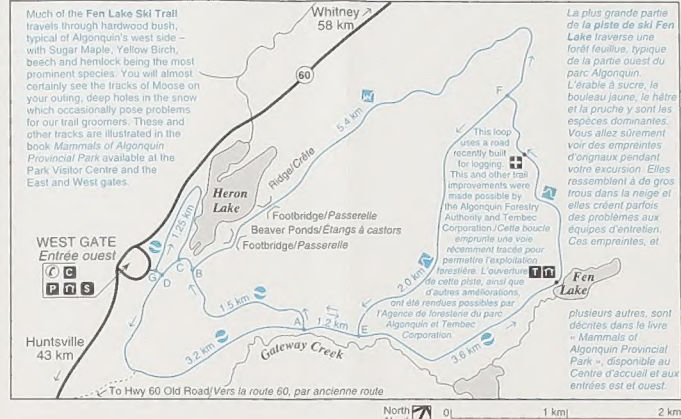 Much of the Fen Lake Ski Trail
travels through hardwood bush,
typical of Algonquin's west side –
with Sugar Maple, Yellow Birch,
beech and hemlock being the most
prominent species. You will almost
certainly see the tracks of Moose on
your outing, deep holes in the snow
which occasionally pose problems
for our trail groomers. These and
other tracks are illustrated in the
book Mammals of Algonquin
Provincial Park available at the
Park Visitor Centre and the
East and West gates.
Whitney
58 km
60
5.4 km
Ridge/Crête
Heron
Lake
1.25 km
Footbridge/Passerelle
Beaver Ponds/Étangs à castors
Footbridge/Passerelle
WEST GATE
Entrée ouest
C
P
S
G
D
C
B
1.5 km
3.2 km
A
1.2 km
E
Gateway Creek
Huntsville
43 km
To Hwy 60 Old Road/Vers la route 60, par ancienne route
F
This loop
uses a road
recently built
for logging.
This and other trail
improvements were
made possible by
the Algonquin Forestry
Authority and Tembec
Corporation./Cette boucle
emprunte une voie
récemment tracée pour
permettre l'exploitation
forestière. L'ouverture
de cette piste, ainsi que
d'autres améliorations,
ont été rendues possibles par
l'Agence de foresterie du parc
Algonquin et Tembec
Corporation.
2.0 km
3.6 km
T
Fen
Lake
La plus grande partie
de la piste de ski Fen
Lake traverse une
forêt feuillue, typique
de la partie ouest du
parc Algonquin.
L'érable à sucre, le
bouleau jaune, le hêtre
et la pruche y sont les
espèces dominantes.
Vous allez sûrement
voir des empreintes
d'orignaux pendant
votre excursion. Elles
ressemblent à de gros
trous dans la neige et
elles créent parfois
des problèmes aux
équipes d'entretien.
Ces empreintes, et
plusieurs autres, sont
décrites dans le livre
« Mammals of
Algonquin Provincial
Park », disponible au
Centre d'accueil et aux
entrées est et ouest.
North
0 1 km 2 km